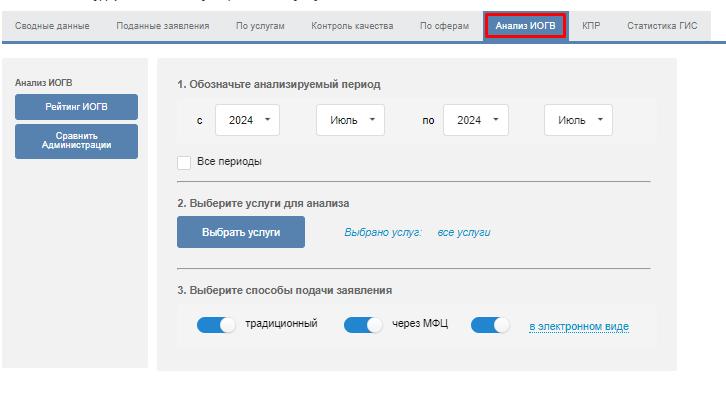 Сводные данные Поданные заявления По услугам Контроль качества По сферам Анализ ИОГВ КПР Статистика ГИС
Анализ ИОГВ
Рейтинг ИОГВ
Сравнить
Администрации
1. Обозначьте анализируемый период
с 2024 Июль по 2024 Июль
Все периоды
2. Выберите услуги для анализа
Выбрать услуги Выбрано услуг: все услуги
3. Выберите способы подачи заявления
традиционный через МФЦ в электронном виде